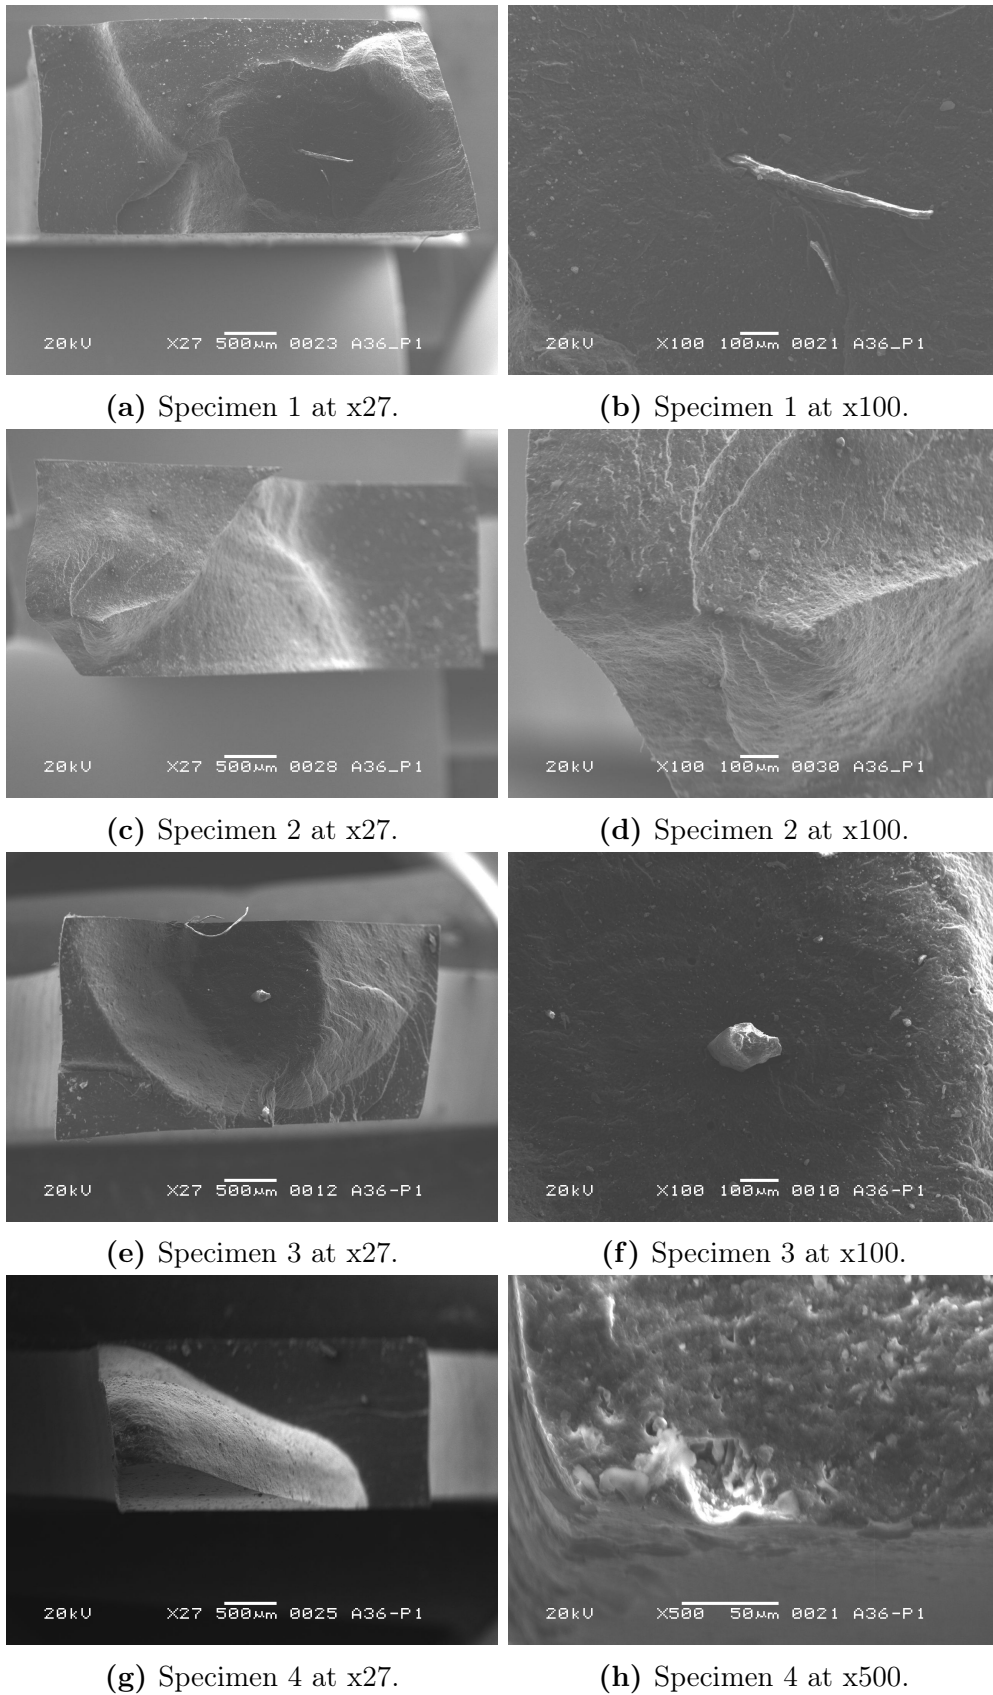 20kV X27 500µm 0023 A36_P1
20kV X100 100µm 0021 A36_P1
(a) Specimen 1 at x27.
(b) Specimen 1 at x100.
20kV X27 500µm 0028 A36_P1
20kV X100 100µm 0030 A36_P1
(c) Specimen 2 at x27.
(d) Specimen 2 at x100.
20kV X27 500µm 0012 A36-P1
20kV X100 100µm 0010 A36-P1
(e) Specimen 3 at x27.
(f) Specimen 3 at x100.
20kV X27 500µm 0025 A36-P1
20kV X500 50µm 0021 A36-P1
(g) Specimen 4 at x27.
(h) Specimen 4 at x500.